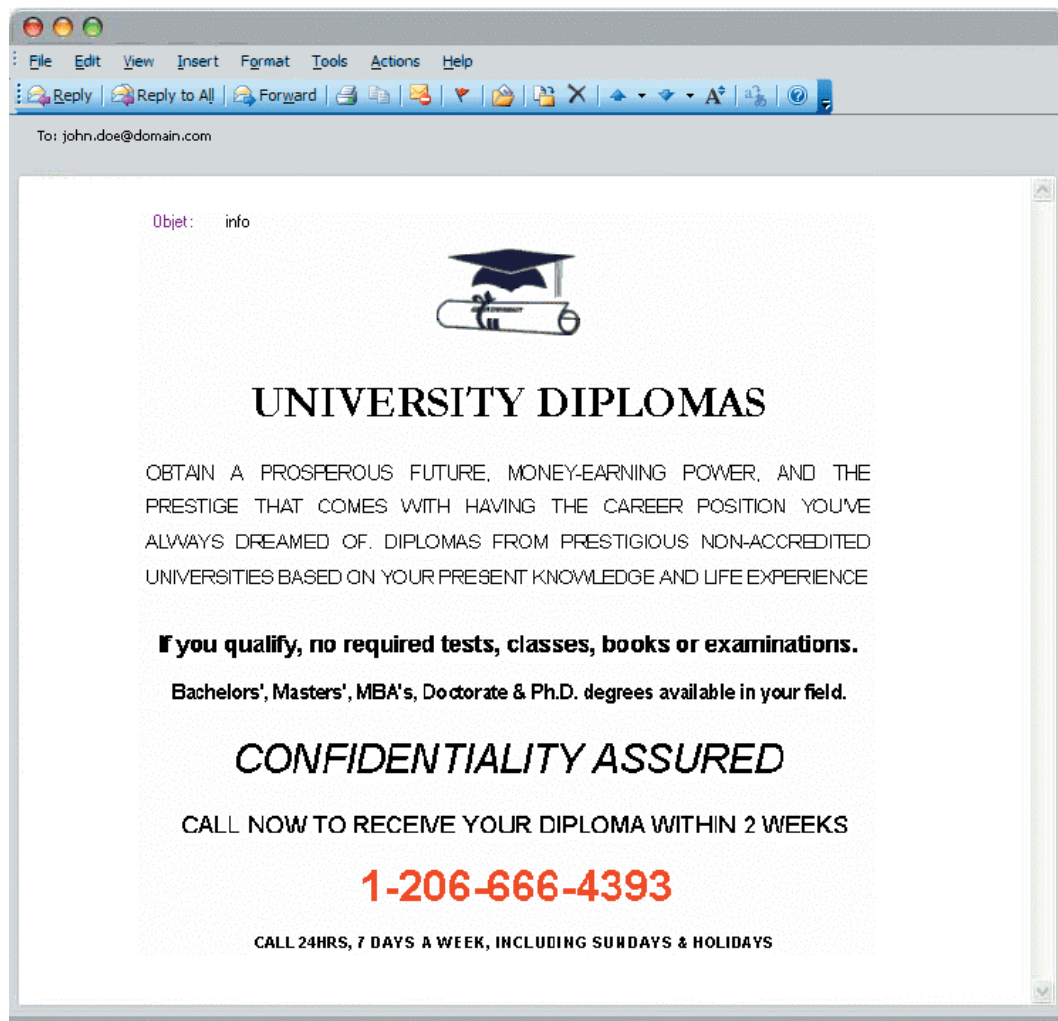 File Edit View Insert Format Tools Actions Help
Reply Reply to All Forward
To: john.doe@domain.com
Objet: info
UNIVERSITY DIPLOMAS
OBTAIN A PROSPEROUS FUTURE, MONEY-EARNING POWER, AND THE
PRESTIGE THAT COMES WITH HAVING THE CAREER POSITION YOU'VE
ALWAYS DREAMED OF. DIPLOMAS FROM PRESTIGIOUS NON-ACCREDITED
UNIVERSITIES BASED ON YOUR PRESENT KNOWLEDGE AND LIFE EXPERIENCE
If you qualify, no required tests, classes, books or examinations.
Bachelors', Masters', MBA's, Doctorate & Ph.D. degrees available in your field.
CONFIDENTIALITY ASSURED
CALL NOW TO RECEIVE YOUR DIPLOMA WITHIN 2 WEEKS
1-206-666-4393
CALL 24HRS, 7 DAYS A WEEK, INCLUDING SUNDAYS & HOLIDAYS